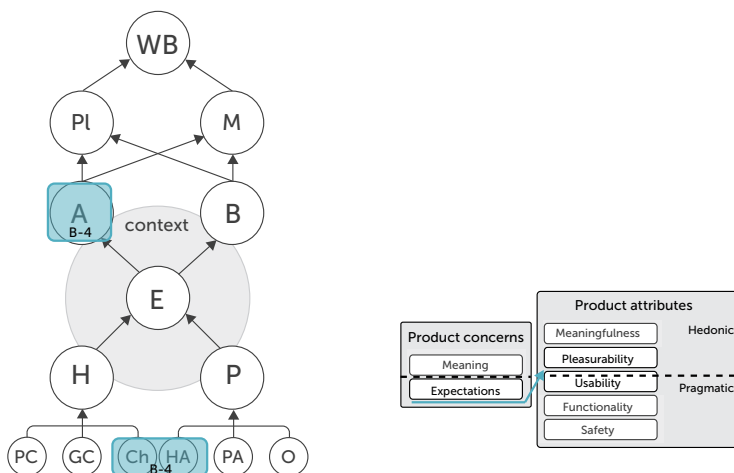 WB
Pl M
A B
B-4
context
E
H P
PC GC Ch HA PA O
B-4
Product attributes
Meaningfulness Hedonic
Product concerns
Pleasurability
Meaning
Usability
Expectations
Pragmatic
Functionality
Safety